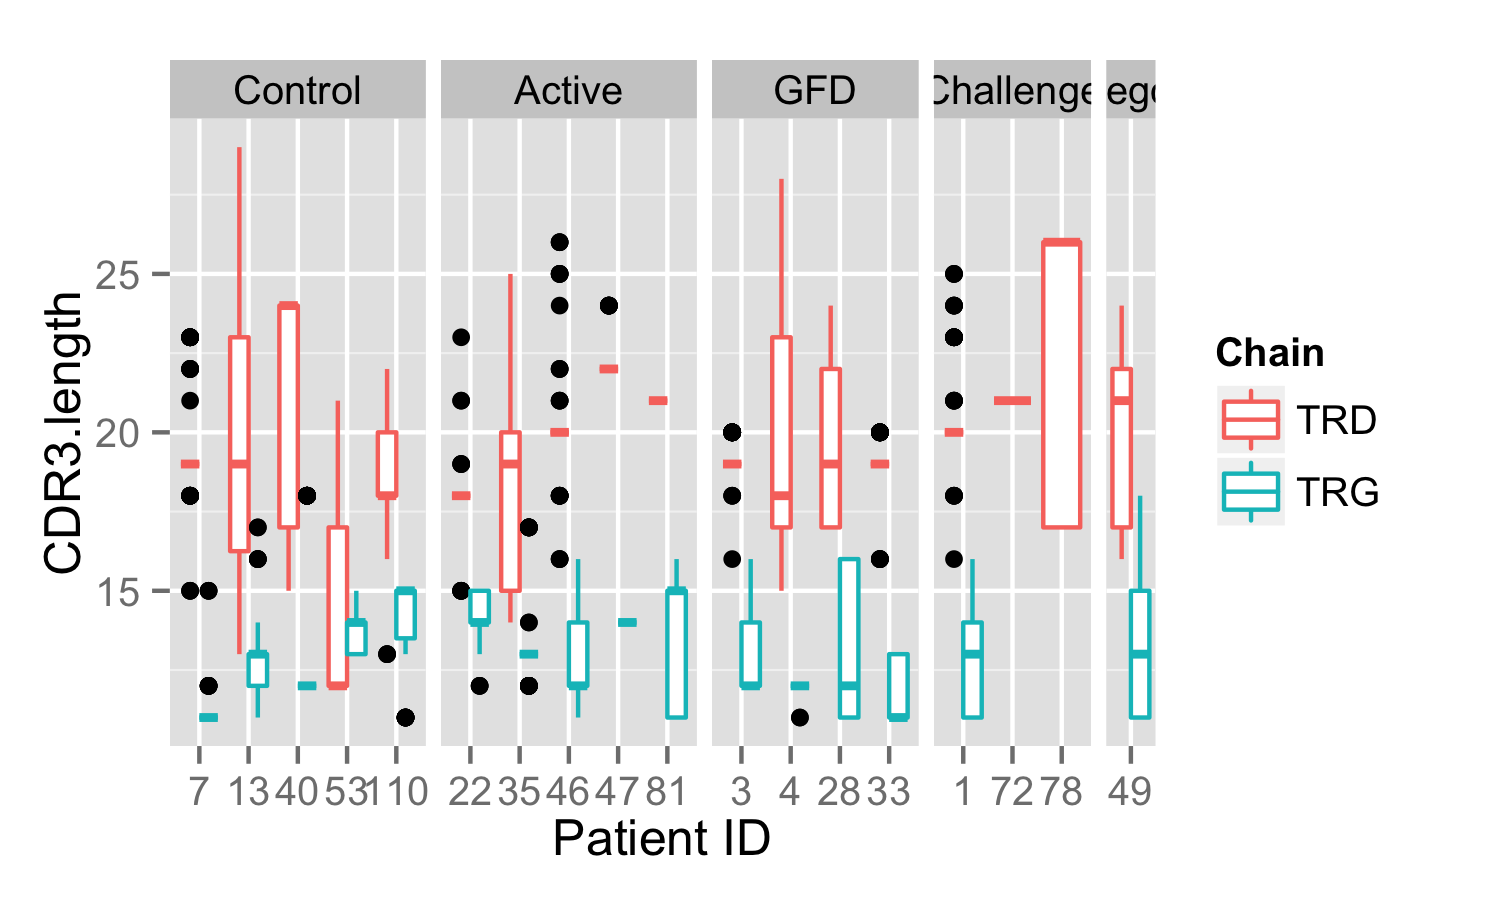 Control Active GFD Challenge ego
25
20
15
CDR3.length
7 13 40 53 110 22 35 46 47 81 3 4 28 33 1 72 78 49
Patient ID
Chain
TRD
TRG